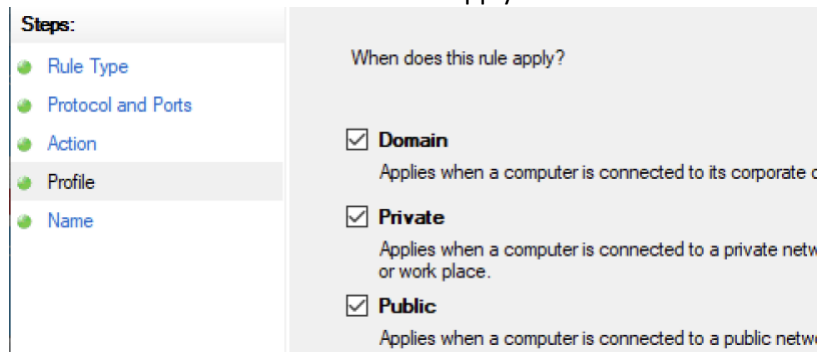 apply
Steps:
Rule Type
Protocol and Ports
Action
Profile
Name
When does this rule apply?
Domain
Applies when a computer is connected to its corporate
Private
Applies when a computer is connected to a private
or work place.
Public
Applies when a computer is connected to a public